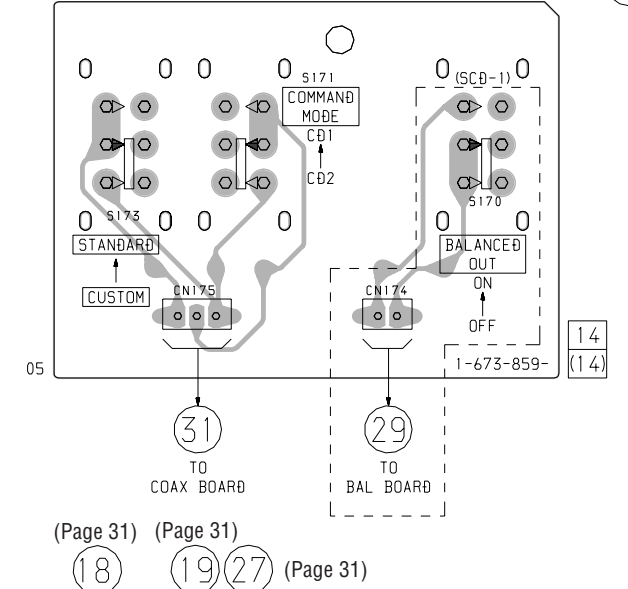 (SCD-1)
S171
COMMAND
MODE
CD1
CD2
S173
S170
STANDARD
CUSTOM
BALANCED
OUT
ON
OFF
CN175
CN174
05
1-673-859-
14
(14)
31
TO
COAX BOARD
29
TO
BAL BOARD
(Page 31) (Page 31)
18 19 27 (Page 31)